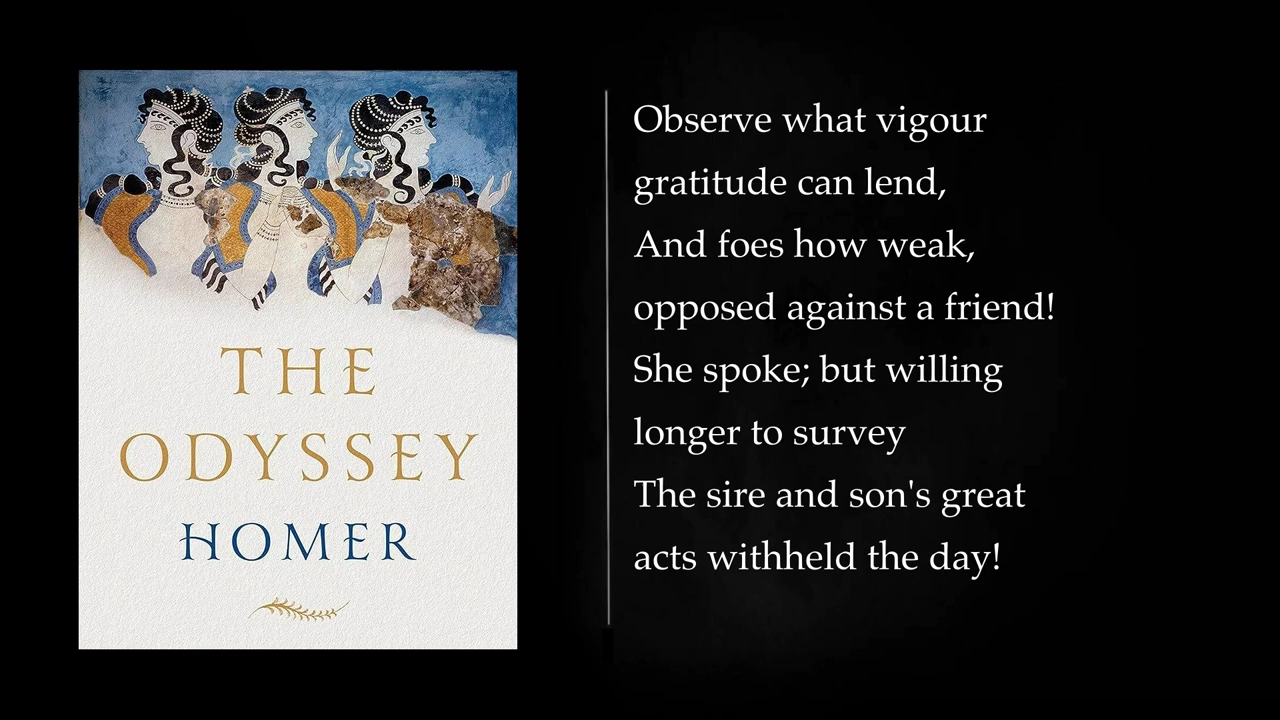 THE
ODYSSEY
HOMER
Observe what vigour
gratitude can lend,
And foes how weak,
opposed against a friend!
She spoke; but willing
longer to survey
The sire and son's great
acts withheld the day!